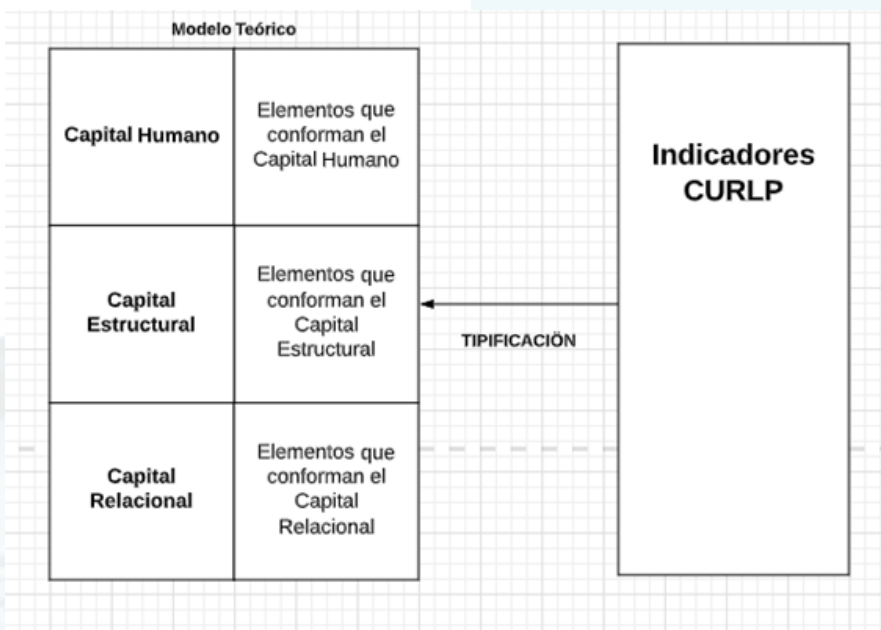 Modelo Teórico
Capital Humano
Elementos que
conforman el
Capital Humano
Capital
Estructural
Elementos que
conforman el
Capital
Estructural
Capital
Relacional
Elementos que
conforman el
Capital
Relacional
TIPIFICACIÖN
Indicadores
CURLP